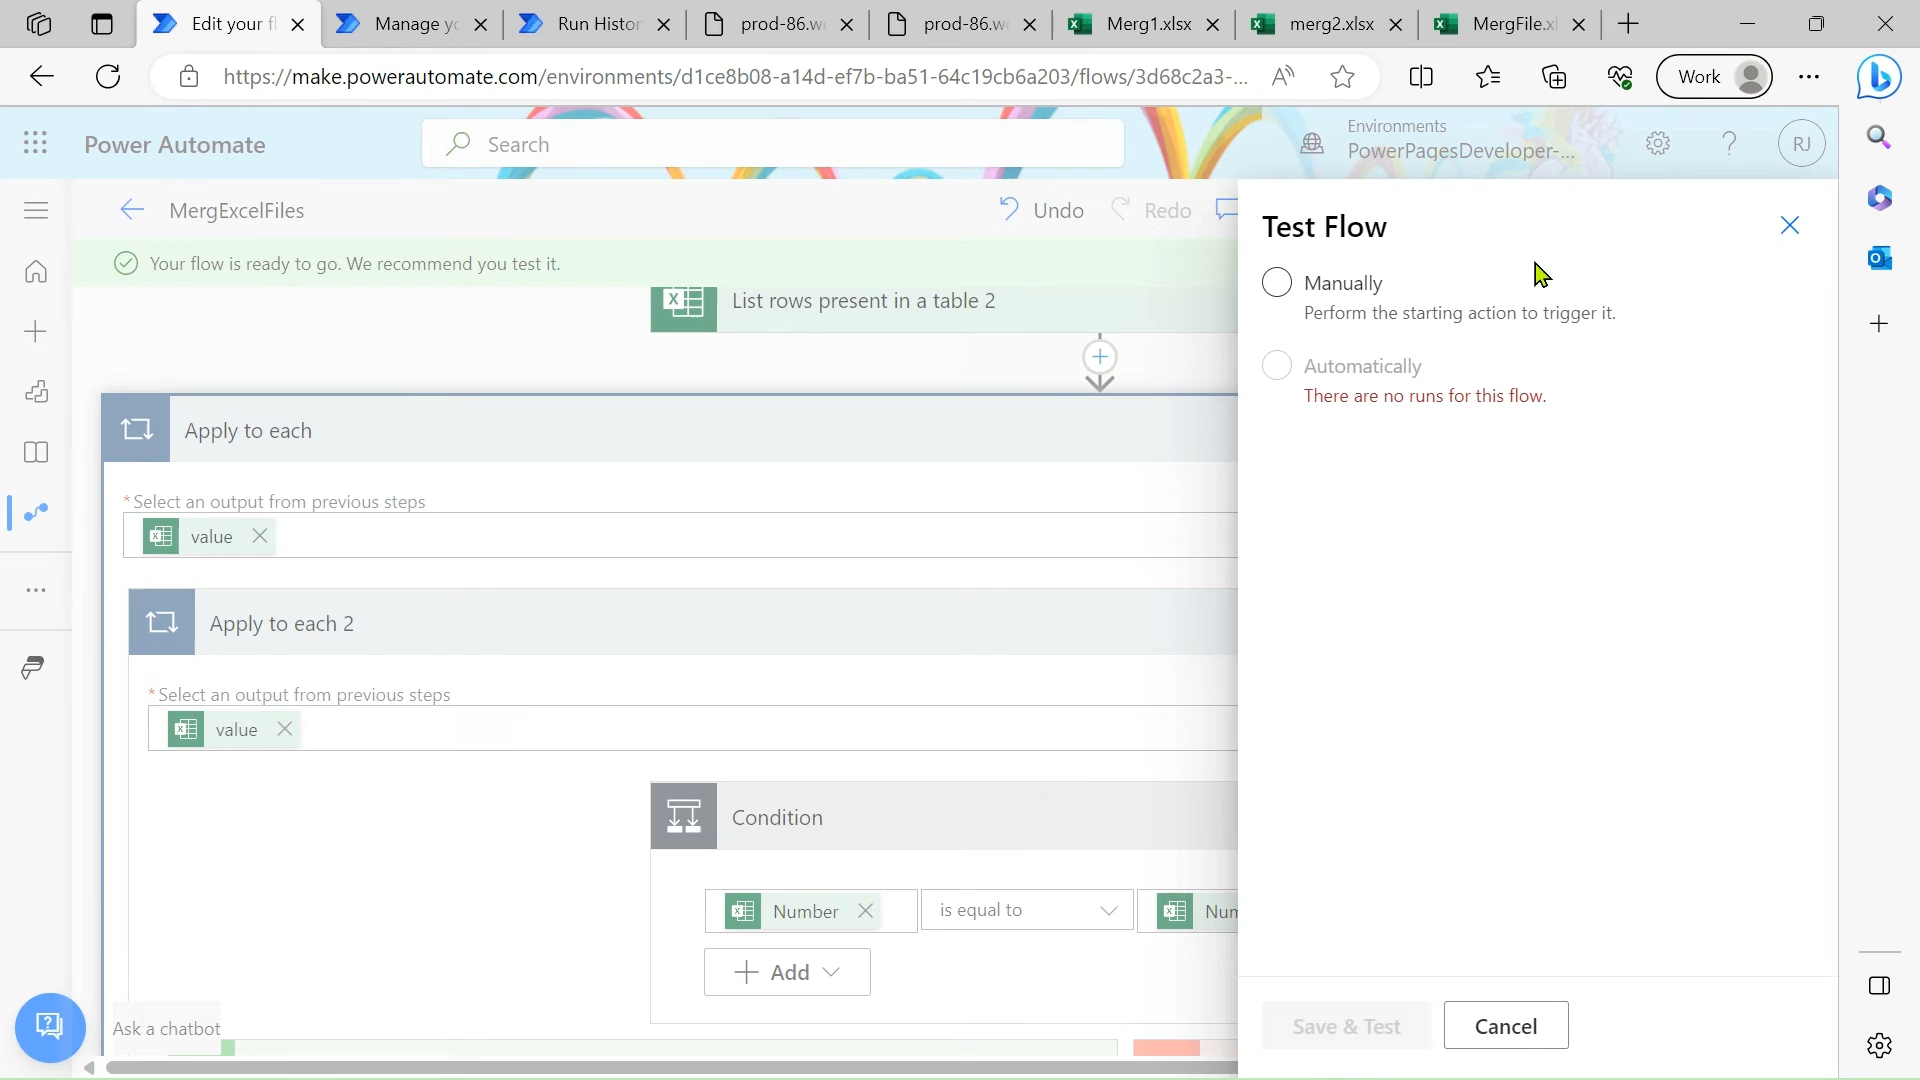 Edit your fl
Manage yo
Run Histor
prod-86.we
prod-86.we
Merg1.xlsx
merg2.xlsx
MergFile.xl
https://make.powerautomate.com/environments/d1ce8b08-a14d-ef7b-ba51-64c19cb6a203/flows/3d68c2a3-...
Work
Power Automate
Search
Environments
PowerPagesDeveloper-...
RJ
MergExcelFiles
Undo
Redo
Your flow is ready to go. We recommend you test it.
List rows present in a table 2
Apply to each
* Select an output from previous steps
value
Apply to each 2
* Select an output from previous steps
value
Condition
Number
is equal to
Num
Add
Ask a chatbot
Test Flow
Manually
Perform the starting action to trigger it.
Automatically
There are no runs for this flow.
Save & Test
Cancel